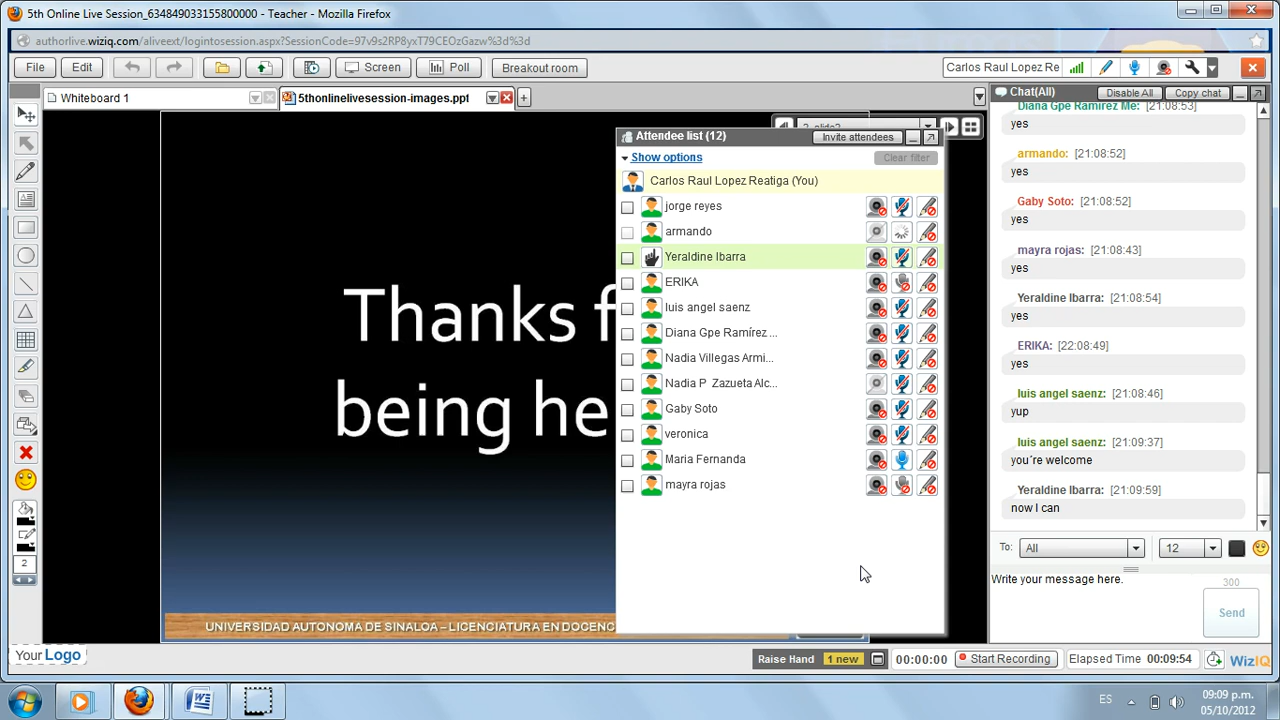 5th Online Live Session_634849033155800000 - Teacher - Mozilla Firefox
authorlive.wiziq.com/aliveext/logintosession.aspx?SessionCode=97v9s2RP8yxT79CEOzGazw%3d%3d
File Edit Screen Poll Breakout room Carlos Raul Lopez Re
Whiteboard 1 5thonlinelivesession-images.ppt
Thanks f
being he
UNIVERSIDAD AUTONOMA DE SINALOA – LICENCIATURA EN DOCENC
2
Your Logo
Attendee list (12) Invite attendees
Show options Clear filter
Carlos Raul Lopez Reatiga (You)
jorge reyes
armando
Yeraldine Ibarra
ERIKA
luis angel saenz
Diana Gpe Ramírez ...
Nadia Villegas Armi...
Nadia P Zazueta Alc...
Gaby Soto
veronica
Maria Fernanda
mayra rojas
Chat(All) Disable All Copy chat
Diana Gpe Ramírez Me: [21:08:53]
yes
armando: [21:08:52]
yes
Gaby Soto: [21:08:52]
yes
mayra rojas: [21:08:43]
yes
Yeraldine Ibarra: [21:08:54]
yes
ERIKA: [22:08:49]
yes
luis angel saenz: [21:08:46]
yup
luis angel saenz: [21:09:37]
you´re welcome
Yeraldine Ibarra: [21:09:59]
now I can
To: All 12
Write your message here.
300
Send
Raise Hand 1 new 00:00:00 Start Recording Elapsed Time 00:09:54 WizIQ
ES 09:09 p.m.
05/10/2012